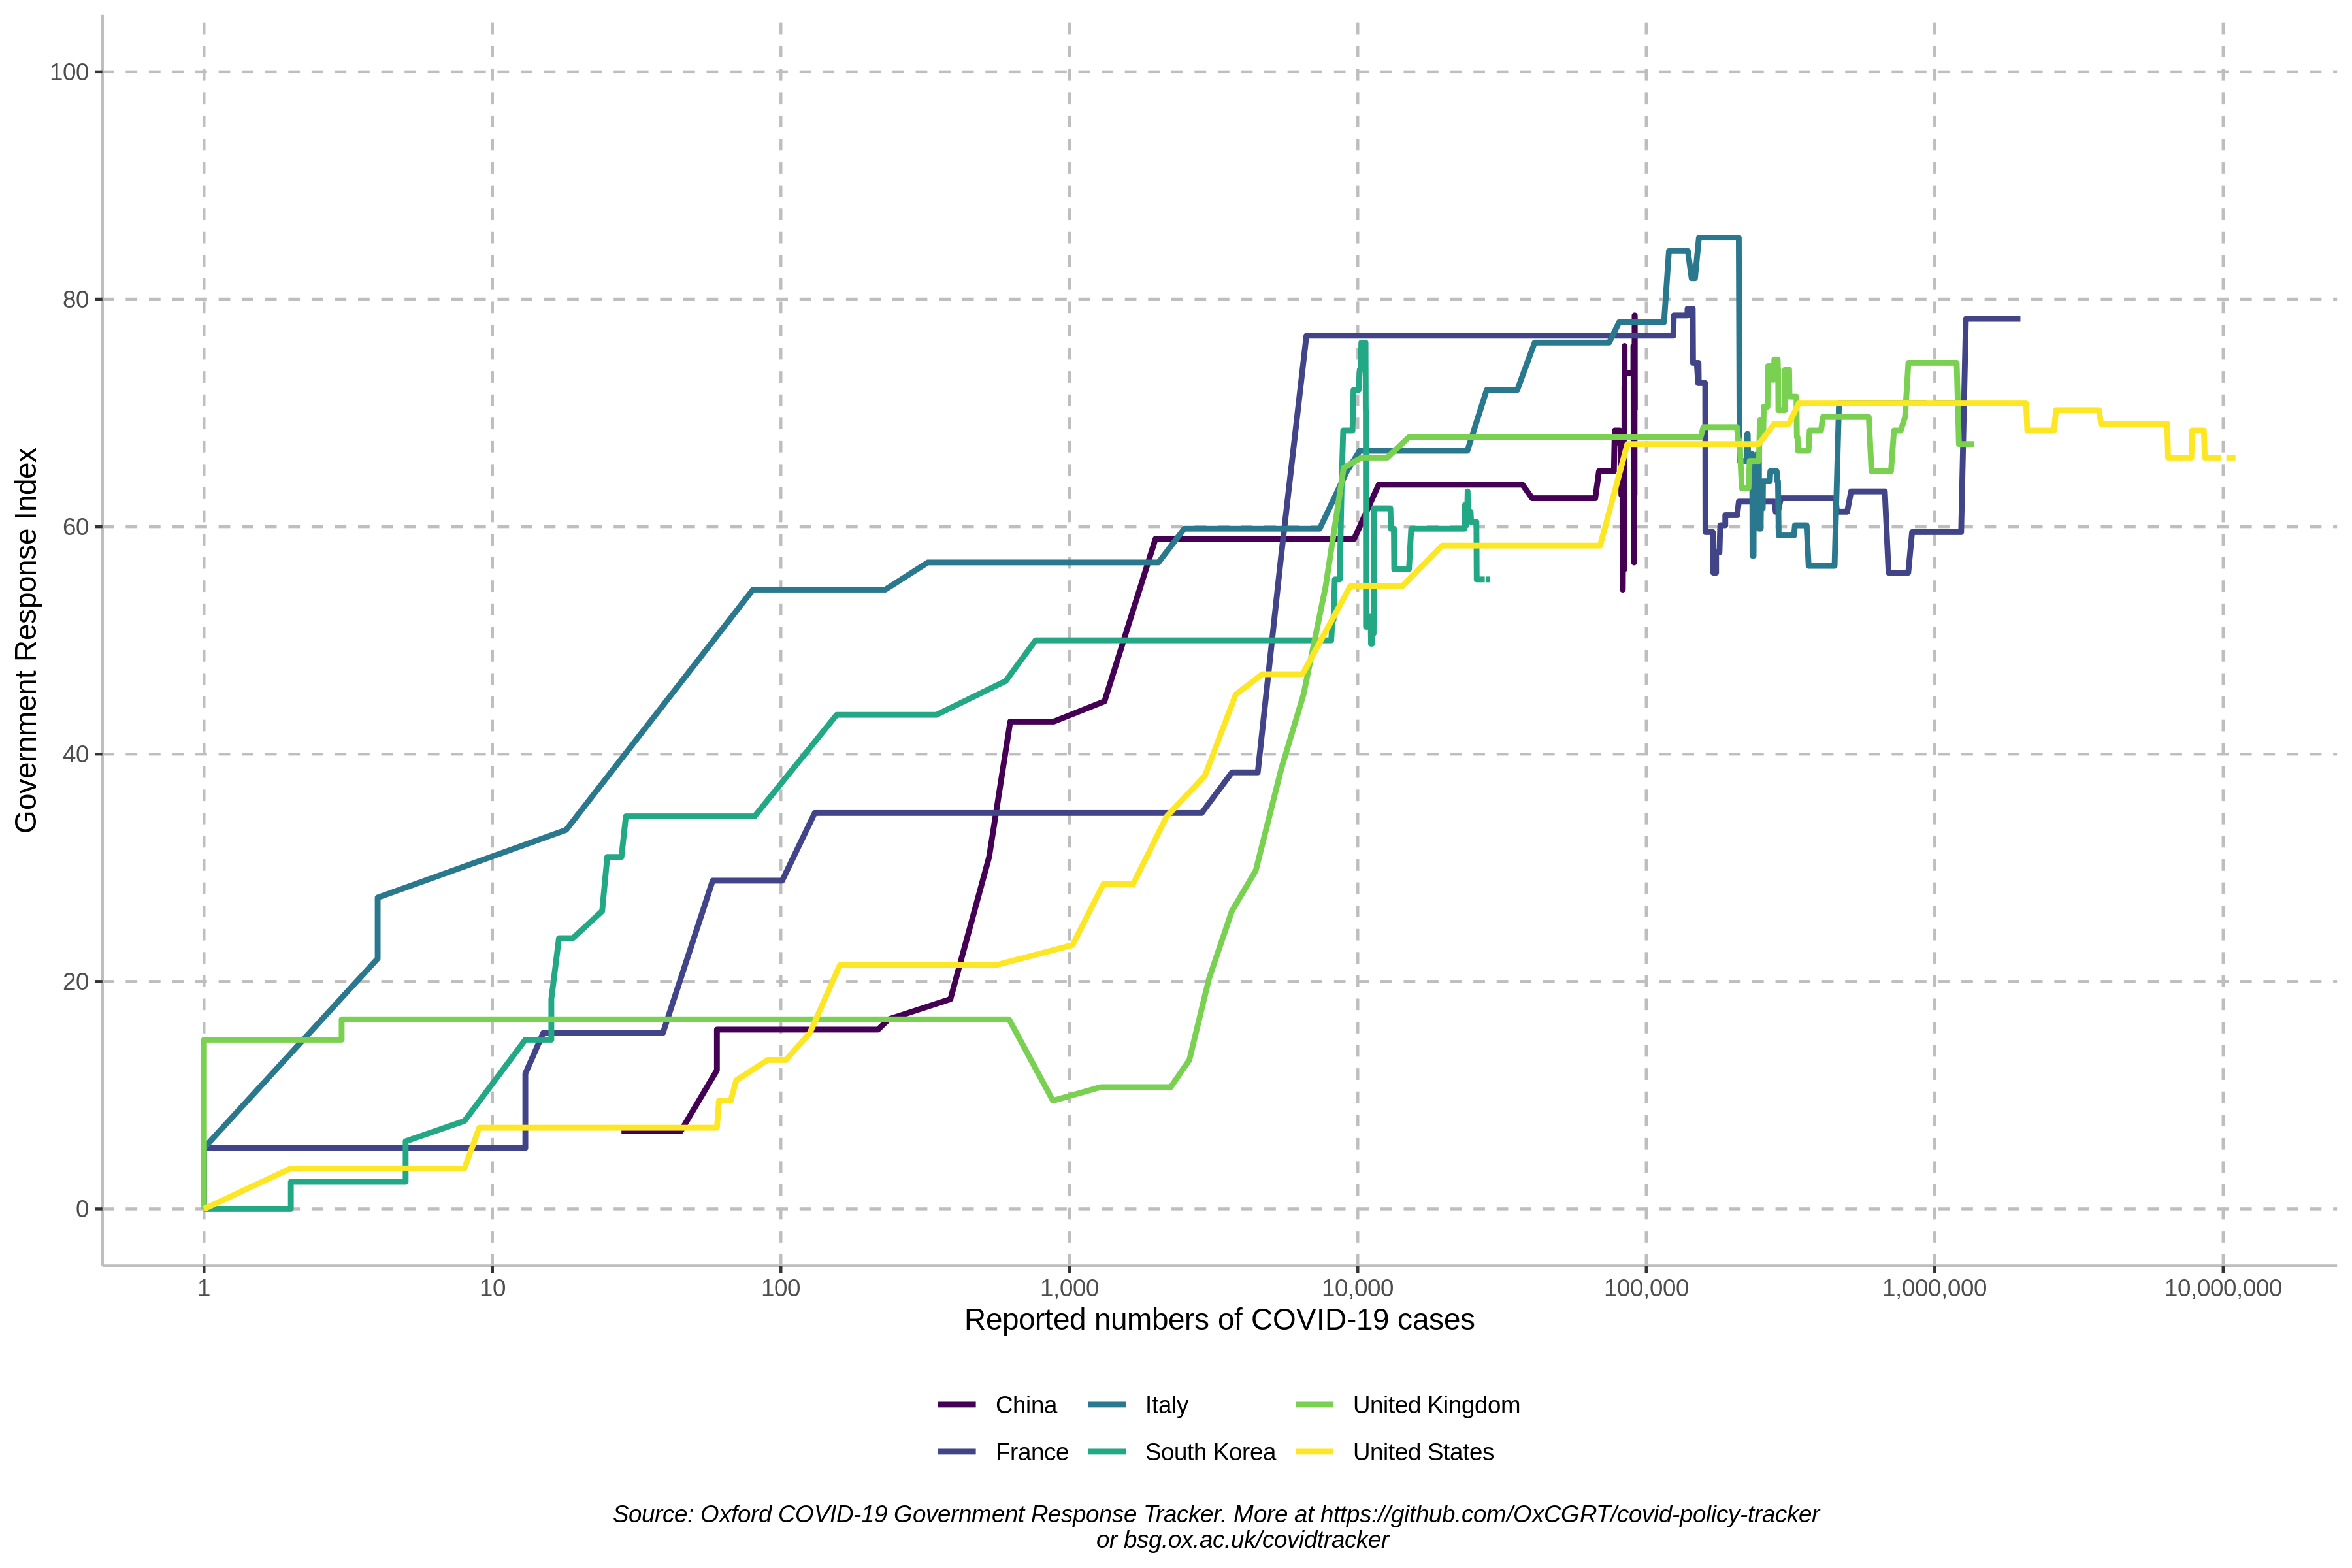 100
80
60
40
20
0
Government Response Index
1 10 100 1,000 10,000 100,000 1,000,000 10,000,000
Reported numbers of COVID-19 cases
China Italy United Kingdom
France South Korea United States
Source: Oxford COVID-19 Government Response Tracker. More at https://github.com/OxCGRT/covid-policy-tracker
or bsg.ox.ac.uk/covidtracker